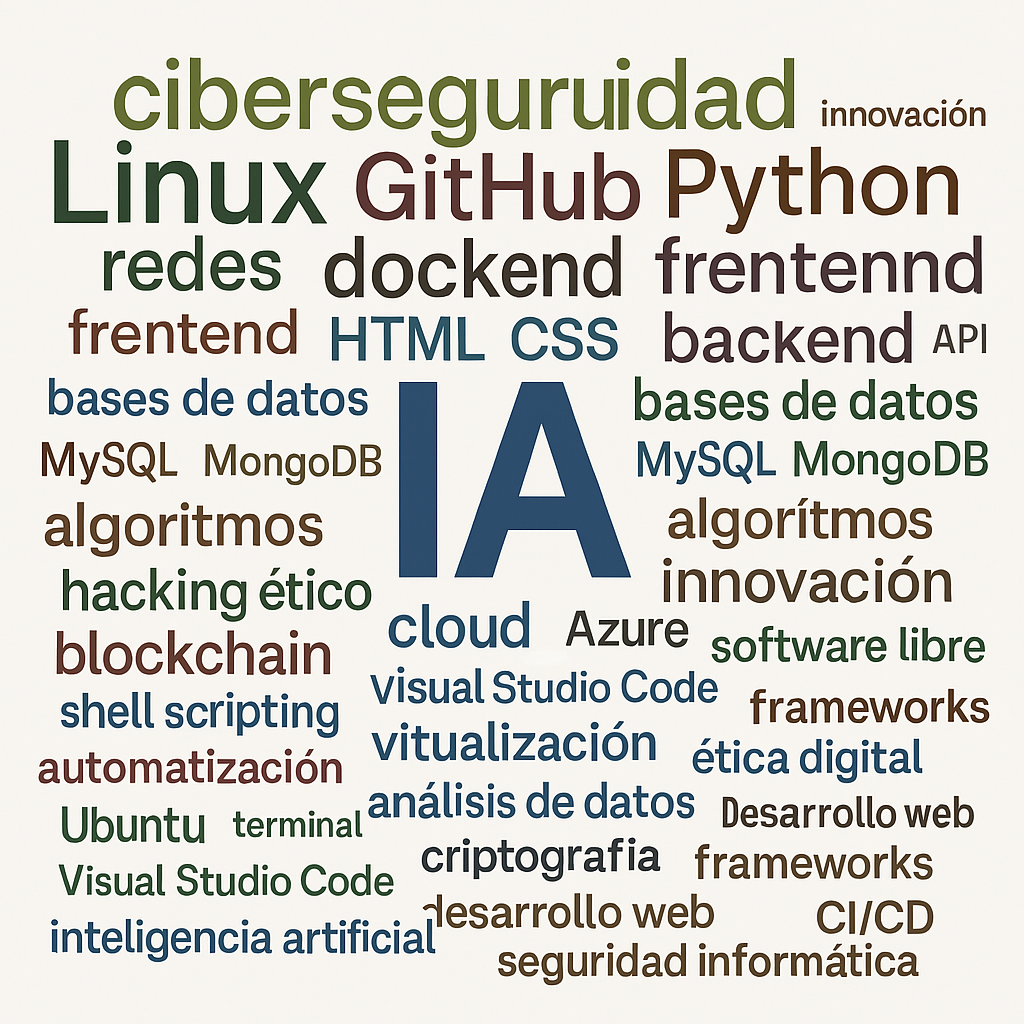 ciberseguruidad innovación
Linux GitHub Python
redes dockend frentennd
frentend HTML CSS backend API
bases de datos IA bases de datos
MySQL MongoDB MySQL MongoDB
algoritmos algorítmos
hacking ético innovación
blockchain cloud Azure software libre
shell scripting visual Studio Code frameworks
automatización vitualización ética digital
Ubuntu terminal análisis de datos Desarrollo web
Visual Studio Code criptografia frameworks
inteligencia artificial desarrollo web CI/CD
seguridad informática